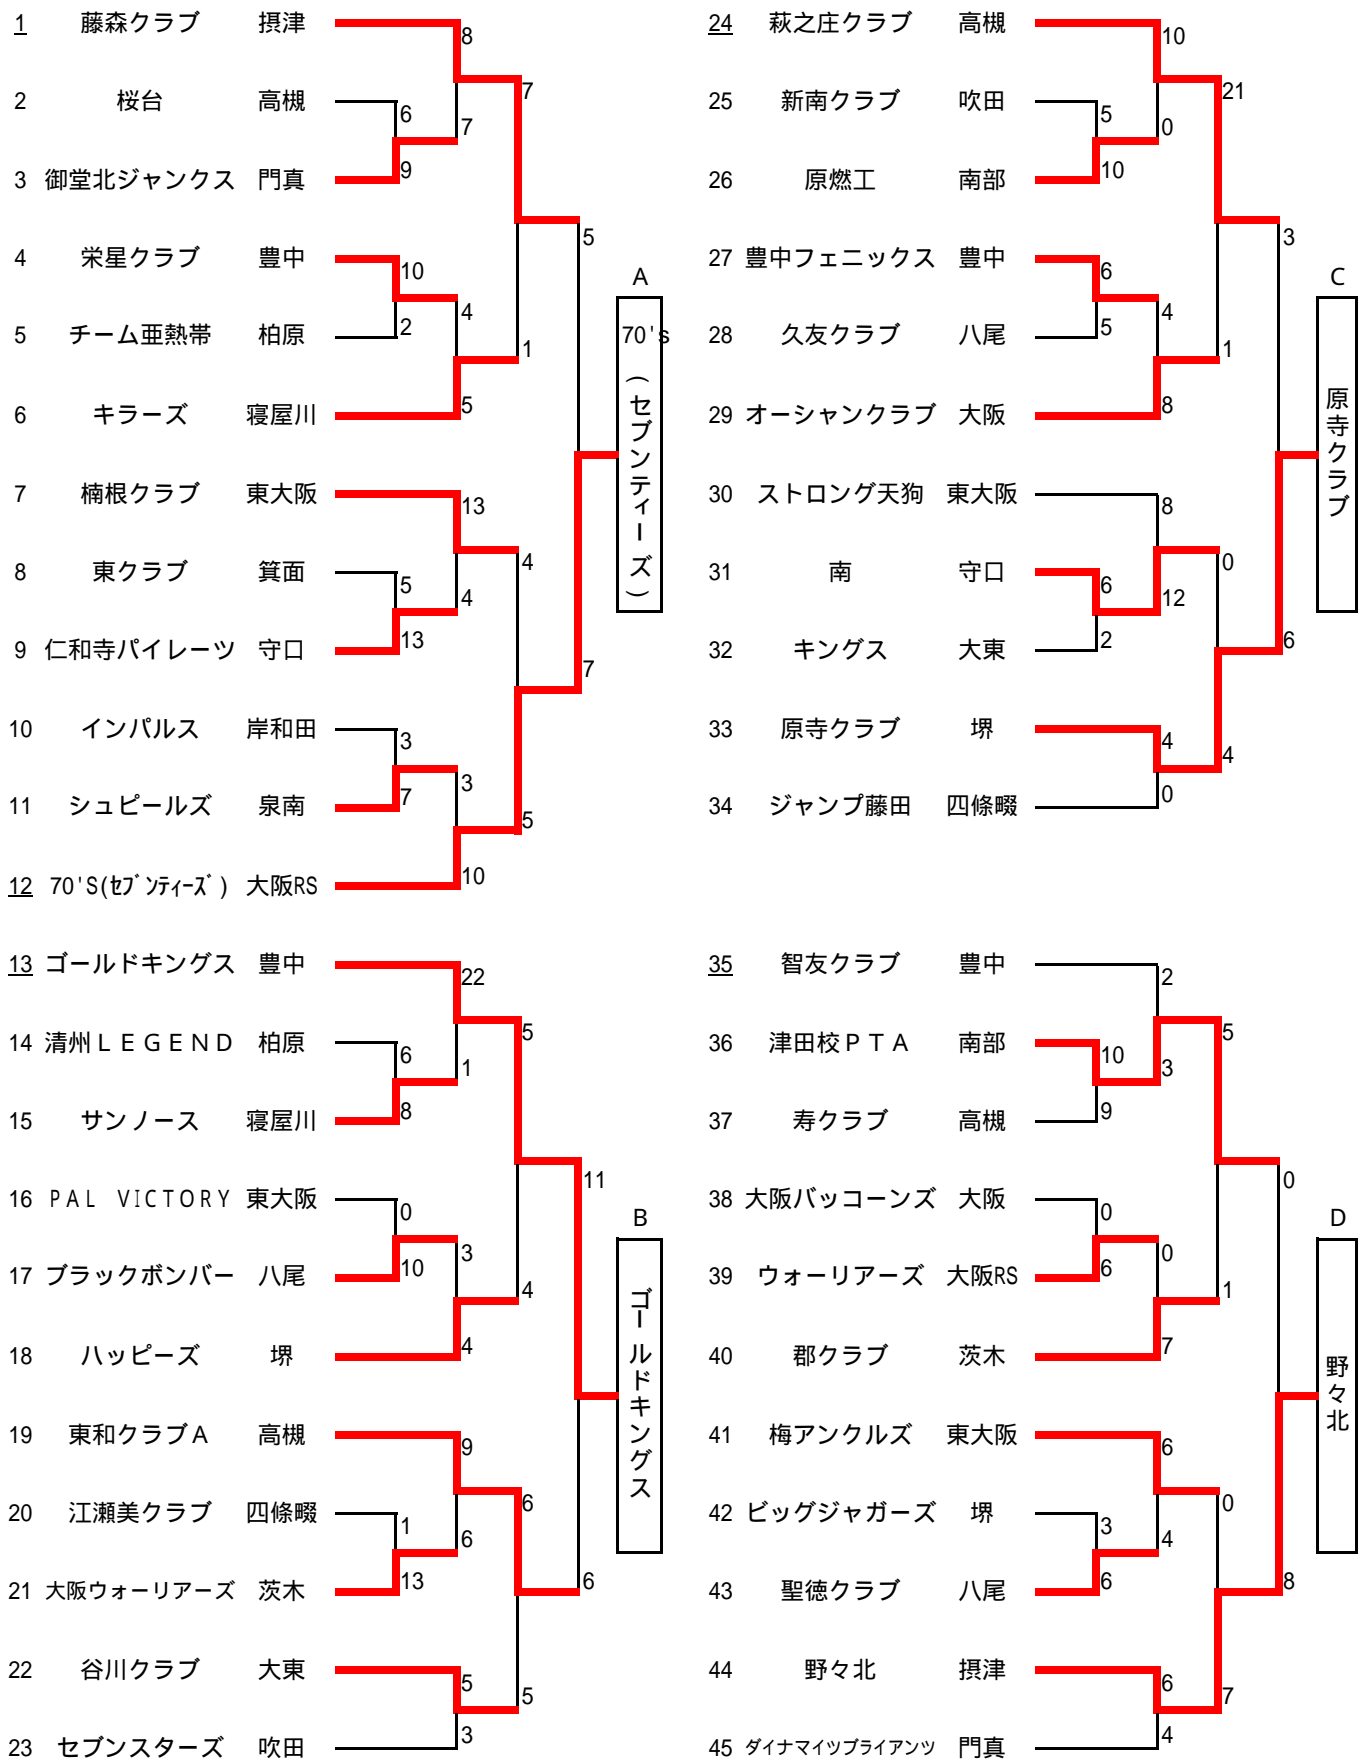 1 藤森クラブ 摂津
8
7
2 桜台 高槻
6
7
3 御堂北ジャンクス 門真
9
5
4 栄星クラブ 豊中
10
4
5 チーム亜熱帯 柏原
2
1
6 キラーズ 寝屋川
5
A
70's(セブンティーズ)
7 楠根クラブ 東大阪
13
4
8 東クラブ 箕面
5
4
9 仁和寺パイレーツ 守口
13
7
10 インパルス 岸和田
3
3
11 シュピールズ 泉南
7
5
12 70'S(セブンティーズ) 大阪RS
10
13 ゴールドキングス 豊中
22
5
14 清州LEGEND 柏原
6
1
15 サンノース 寝屋川
8
11
16 PAL VICTORY 東大阪
0
3
17 ブラックボンバー 八尾
10
4
18 ハッピーズ 堺
4
B
ゴールドキングス
19 東和クラブA 高槻
9
6
20 江瀬美クラブ 四條畷
1
6
21 大阪ウォーリアーズ 茨木
13
6
22 谷川クラブ 大東
5
5
23 セブンスターズ 吹田
3
24 萩之庄クラブ 高槻
10
21
25 新南クラブ 吹田
5
0
26 原燃工 南部
10
3
27 豊中フェニックス 豊中
6
4
28 久友クラブ 八尾
5
1
29 オーシャンクラブ 大阪
8
C
原寺クラブ
30 ストロング天狗 東大阪
8
0
31 南 守口
6
12
32 キングス 大東
2
6
33 原寺クラブ 堺
4
4
34 ジャンプ藤田 四條畷
0
35 智友クラブ 豊中
2
5
36 津田校PTA 南部
10
3
37 寿クラブ 高槻
9
0
38 大阪バッコーンズ 大阪
0
0
39 ウォーリアーズ 大阪RS
6
1
40 郡クラブ 茨木
7
D
野々北
41 梅アンクルズ 東大阪
6
0
42 ビッグジャガーズ 堺
3
4
43 聖徳クラブ 八尾
6
8
44 野々北 摂津
6
7
45 ダイナマイツブライアンツ 門真
4